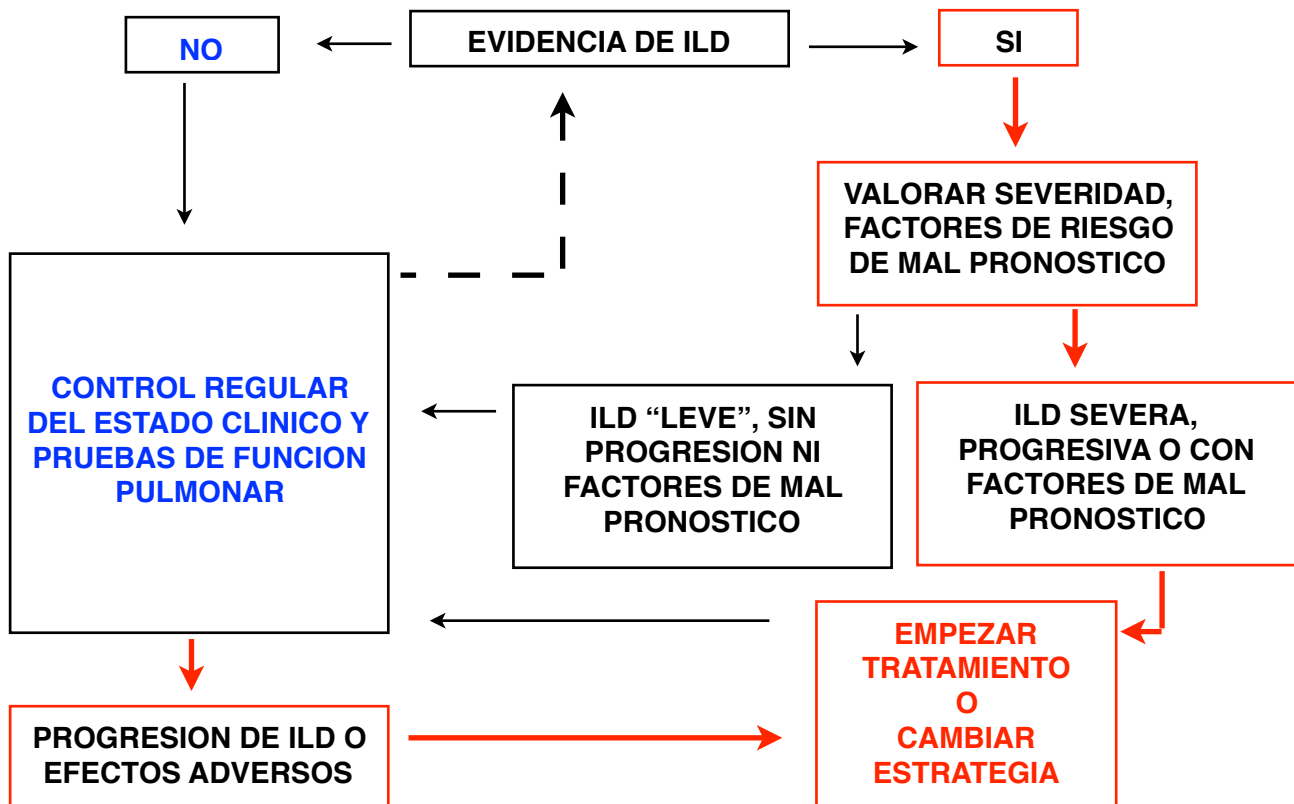 NO
EVIDENCIA DE ILD
SI
VALORAR SEVERIDAD,
FACTORES DE RIESGO
DE MAL PRONOSTICO
CONTROL REGULAR
DEL ESTADO CLINICO Y
PRUEBAS DE FUNCION
PULMONAR
ILD “LEVE”, SIN
PROGRESION NI
FACTORES DE MAL
PRONOSTICO
ILD SEVERA,
PROGRESIVA O CON
FACTORES DE MAL
PRONOSTICO
EMPEZAR
TRATAMIENTO
O
CAMBIAR
ESTRATEGIA
PROGRESION DE ILD O
EFECTOS ADVERSOS